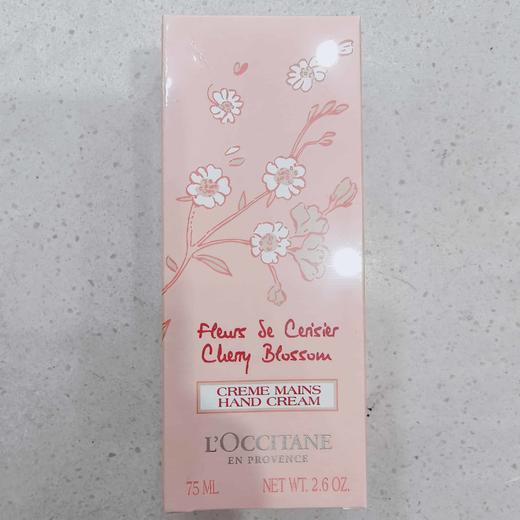 Fleurs de Cerisier
Cherry Blossom
CREME MAINS
HAND CREAM
L'OCCITANE
EN PROVENCE
75 ML NET WT. 2.6 OZ.